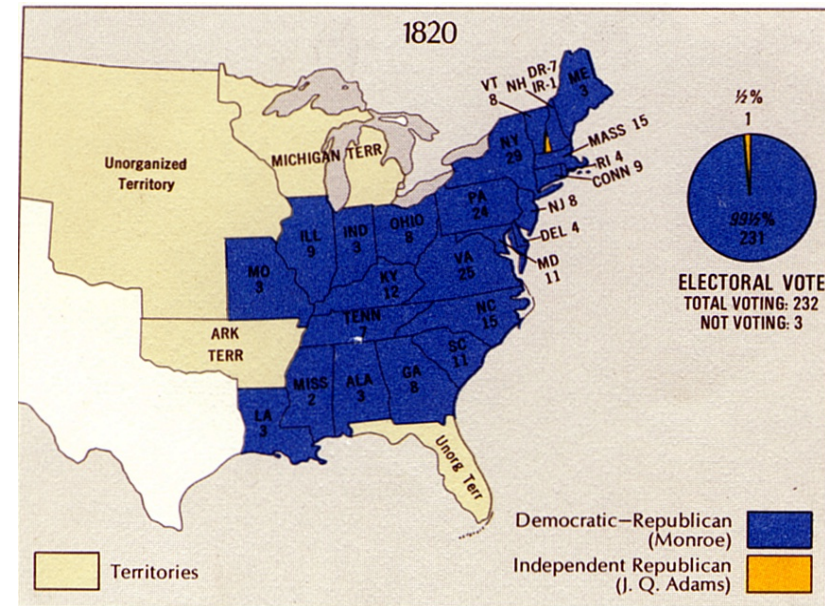 1820
Unorganized
Territory
MICHIGAN TERR
VT
8
NH
DR-7
IR-1
ME
3
NY
29
MASS 15
RI 4
CONN 9
PA
24
NJ 8
DEL 4
MD
11
ILL
9
IND
3
OHIO
8
VA
25
MO
3
KY
12
NC
15
TENN
7
ARK
TERR
SC
11
MISS
2
ALA
3
GA
8
LA
3
Unorg Terr
½%
1
99½%
231
ELECTORAL VOTE
TOTAL VOTING: 232
NOT VOTING: 3
Territories
Democratic–Republican
(Monroe)
Independent Republican
(J. Q. Adams)